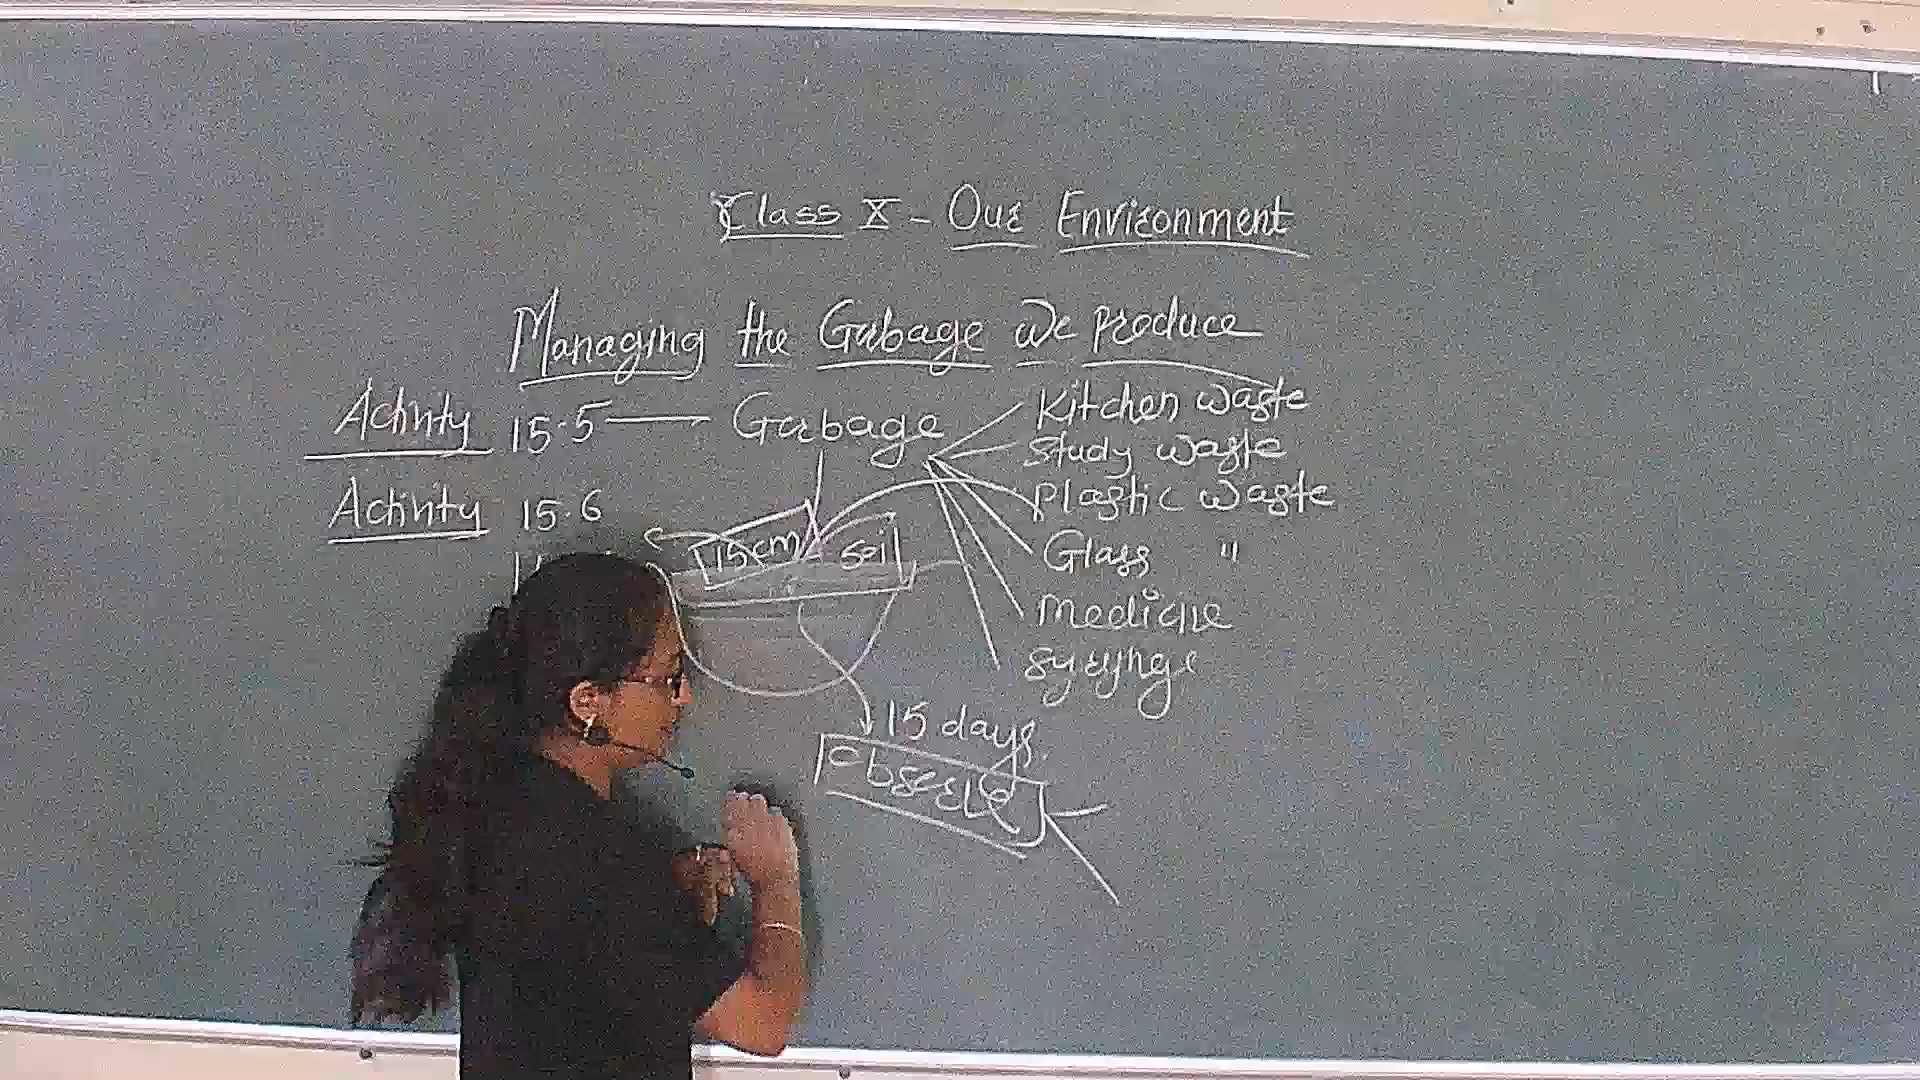 Class X - Our Environment
Managing the Garbage we produce
Activity 15.5 Garbage
Kitchen waste
Study waste
Plastic waste
Glass "
Medicine
Syrynge
Activity 15.6
15cm soil
15 days
Observe